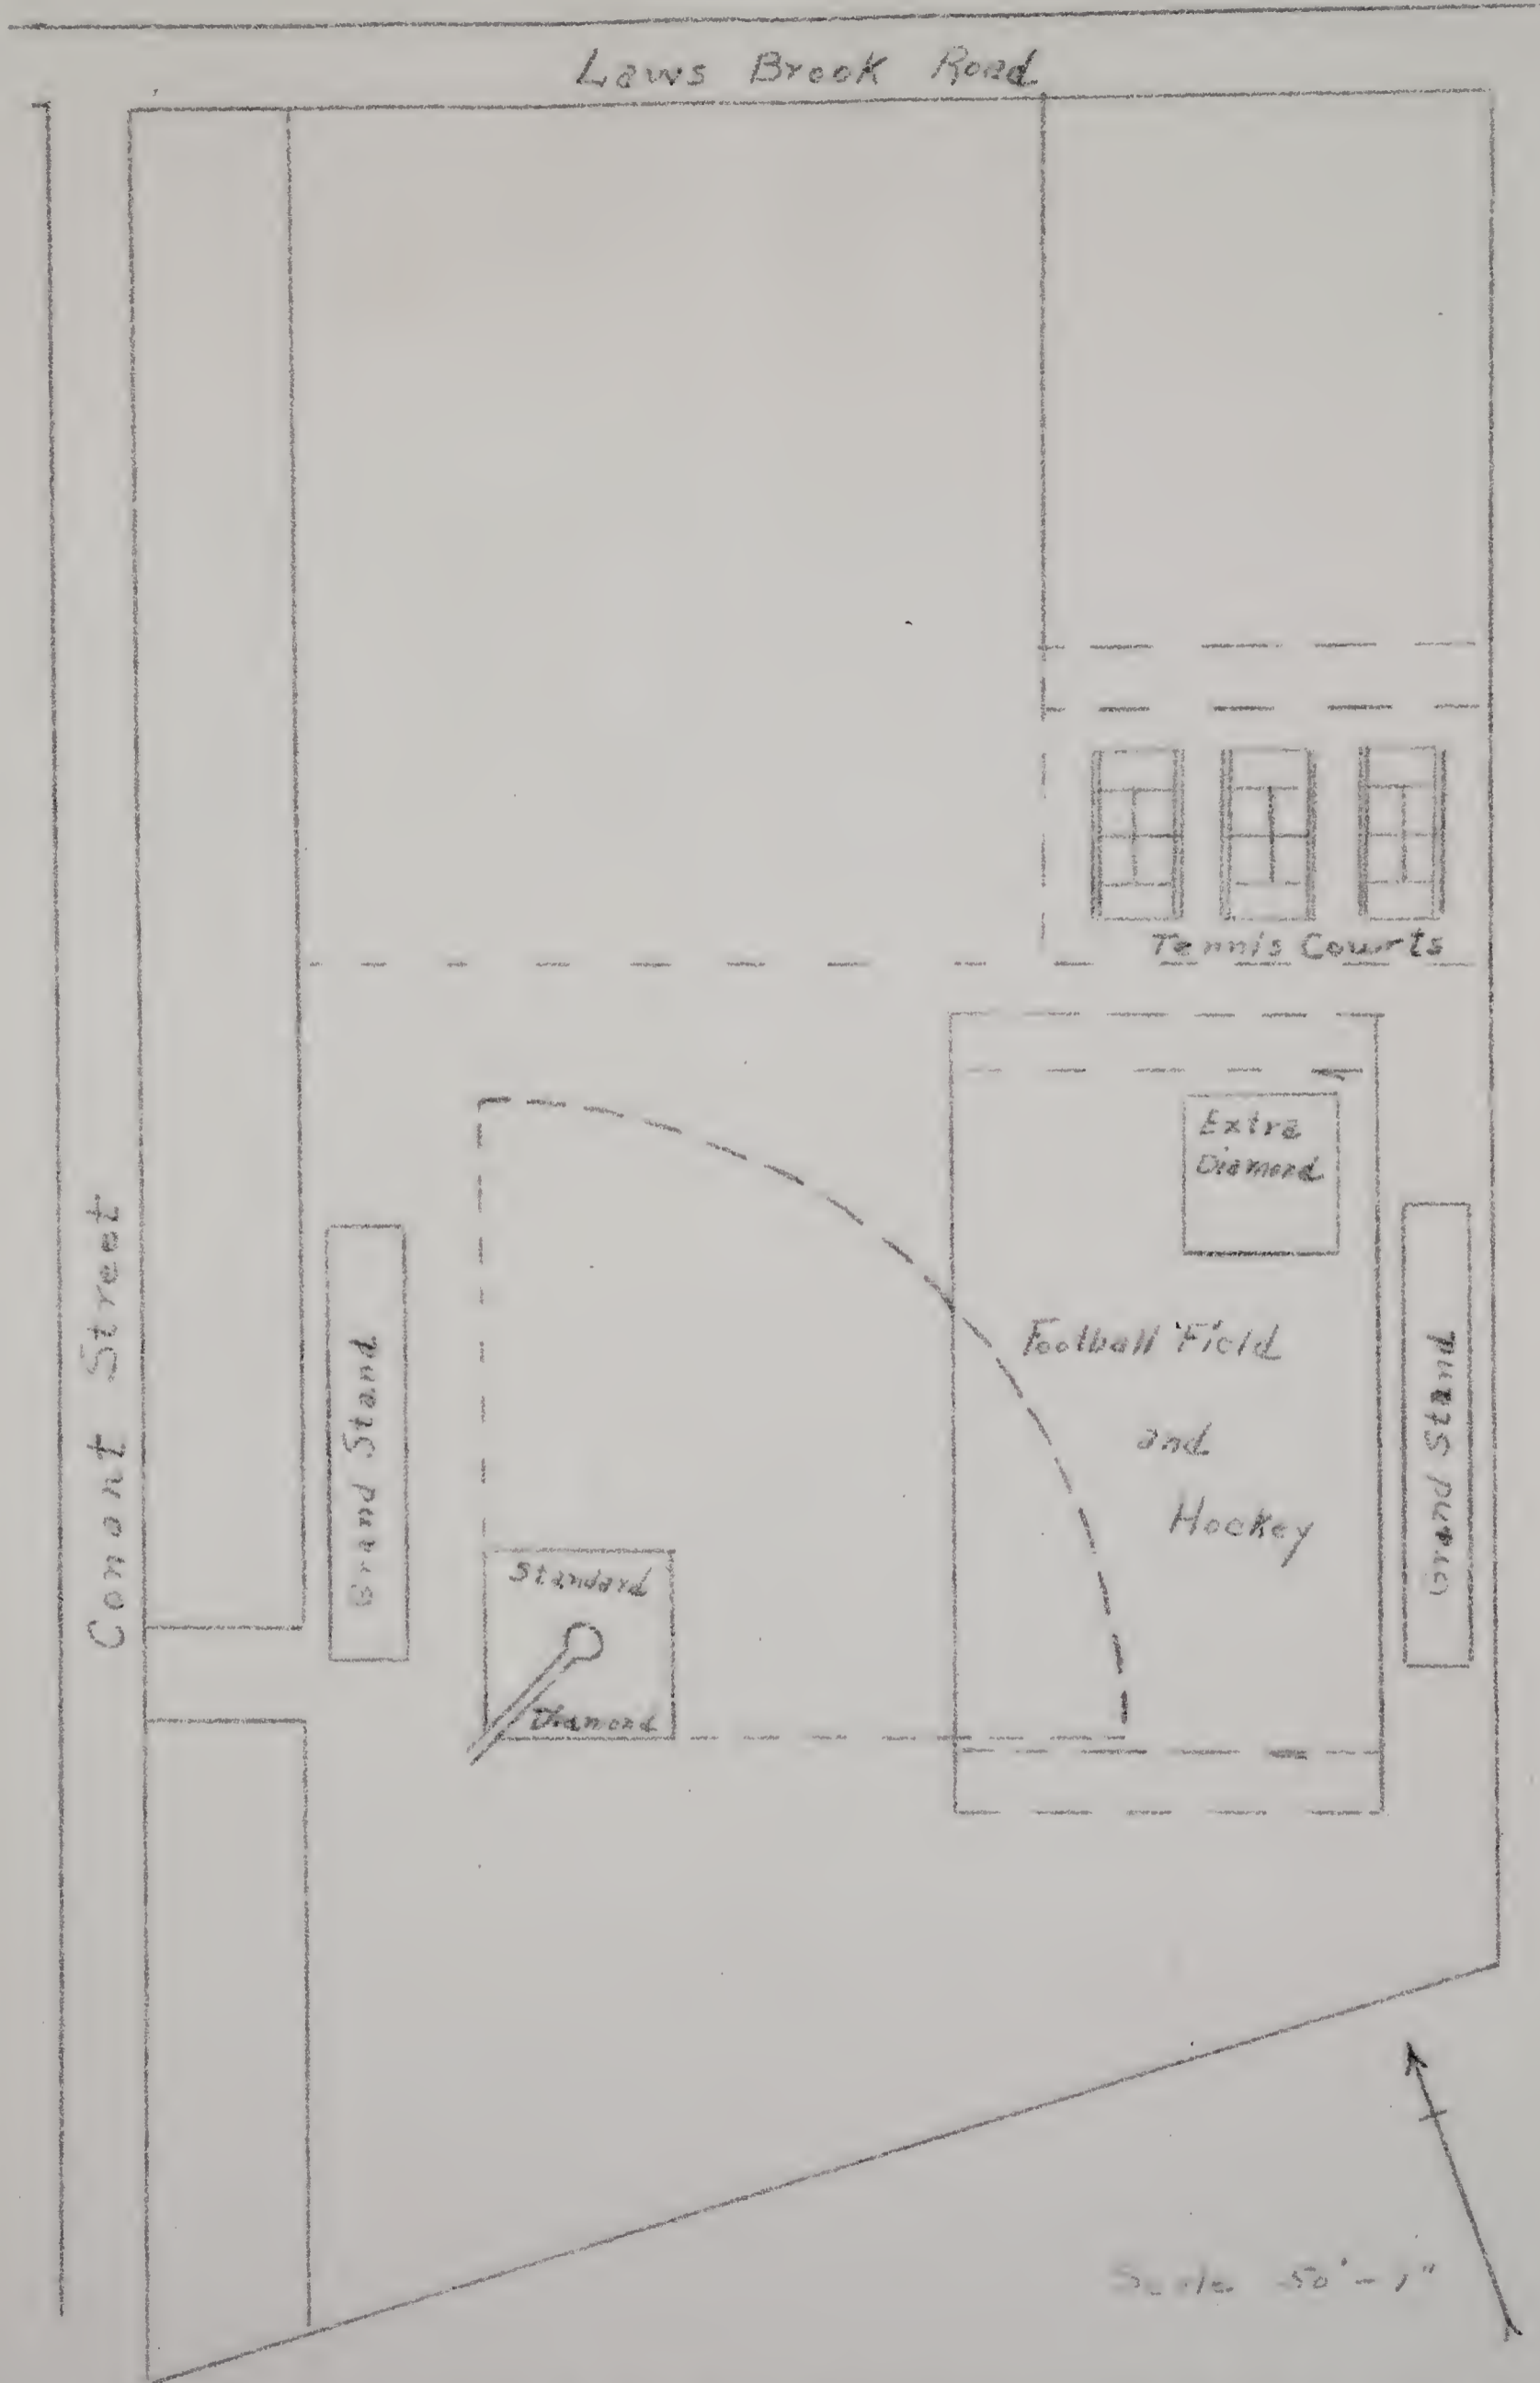 Laws Brook Road
Tennis Courts
Extra
Diamond
Conant Street
Grand Stand
Football Field
and
Hockey
Grand Stand
Standard
Diamond
Scale 50' - 1"